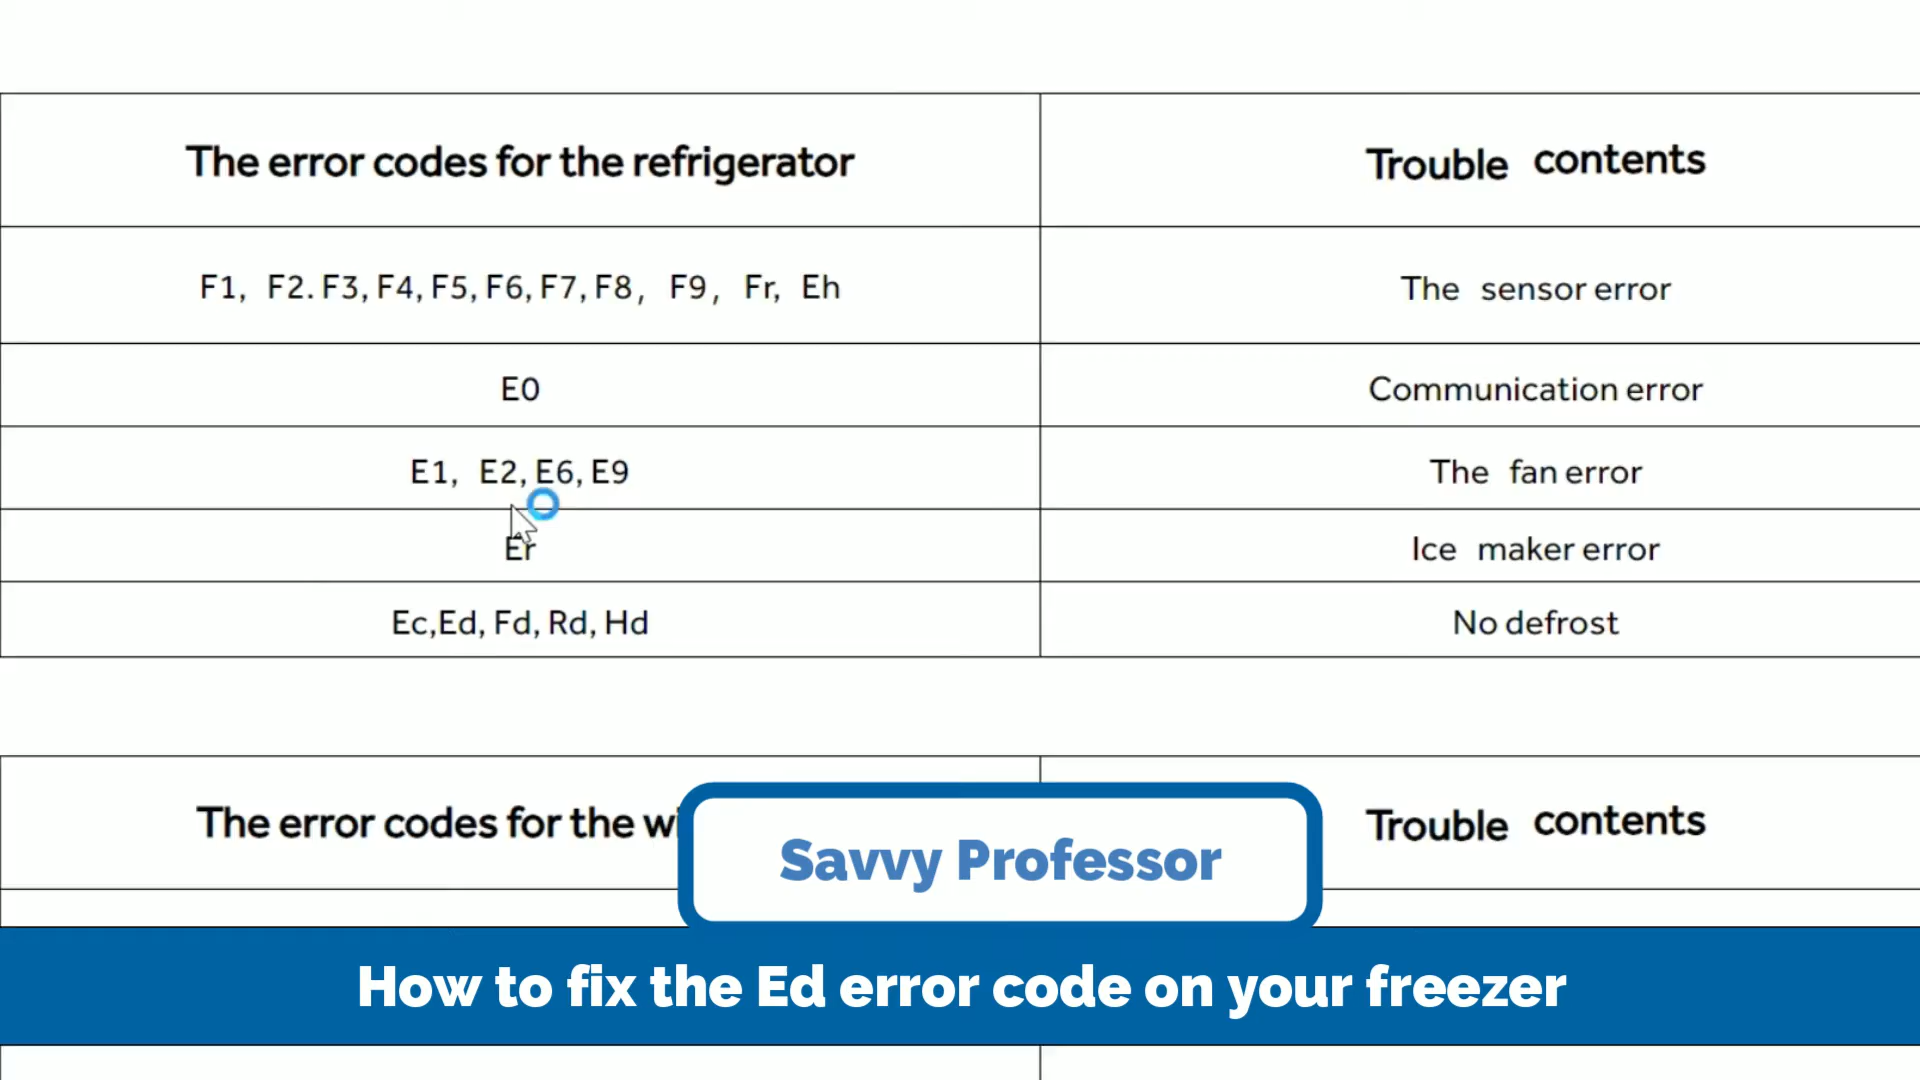 The error codes for the refrigerator Trouble contents
F1, F2. F3, F4, F5, F6, F7, F8, F9, Fr, Eh The sensor error
E0 Communication error
E1, E2, E6, E9 The fan error
Er Ice maker error
Ec,Ed, Fd, Rd, Hd No defrost
The error codes for the Trouble contents
Savvy Professor
How to fix the Ed error code on your freezer